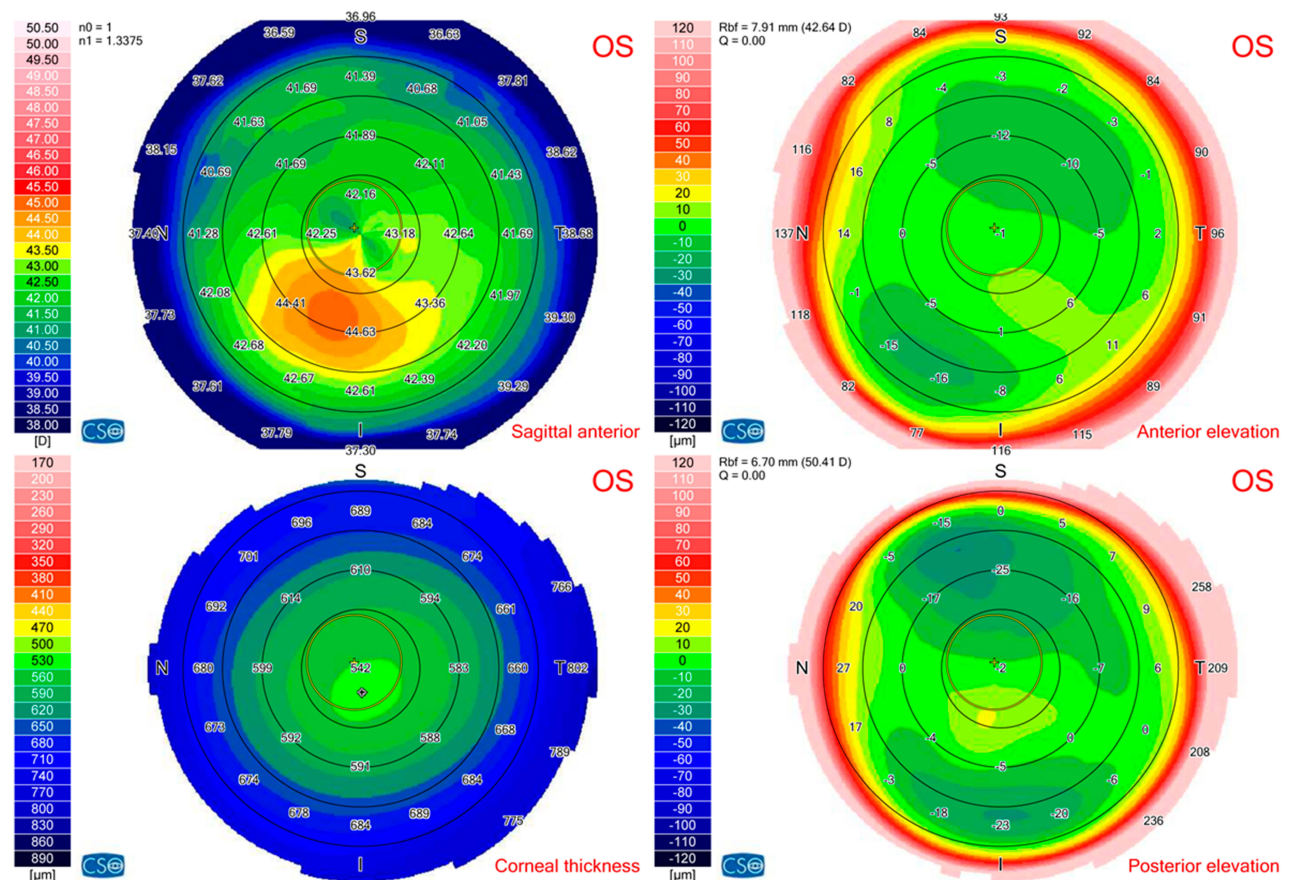 50.50
50.00
49.50
49.00
48.50
48.00
47.50
47.00
46.50
46.00
45.50
45.00
44.50
44.00
43.50
43.00
42.50
42.00
41.50
41.00
40.50
40.00
39.50
39.00
38.50
38.00
[D]
n0 = 1
n1 = 1.3375
OS
36.96
36.59 S 36.63
37.62 41.39 37.81
41.69 40.68
41.63 41.89 41.05
38.15 41.69 42.11 38.62
40.69 42.16 41.43
N 41.28 42.61 42.25 43.18 42.64 41.69 T 38.68
43.62
42.08 44.41 43.36 41.97
37.73 44.63 39.30
42.68 42.20
42.67 42.61 42.39
37.61 39.29
37.79 I 37.74
37.30
CSO
Sagittal anterior
120
110
100
90
80
70
60
50
40
30
20
10
0
-10
-20
-30
-40
-50
-60
-70
-80
-90
-100
-110
-120
[µm]
Rbf = 7.91 mm (42.64 D)
Q = 0.00
OS
93
84 S 92
82 -4 -3 -2 84
8 -12 -3
116 -5 -10 90
16 -1
137 N 14 0 -1 -5 2 T 96
-1 -5 6 6
118 1 91
-15 11
-16 -8 6
82 89
77 I 115
116
CSO
Anterior elevation
170
200
230
260
290
320
350
380
410
440
470
500
530
560
590
620
650
680
710
740
770
800
830
860
890
[µm]
OS
S
689
696 684
701 610 674
614 594 766
692 661
N 680 599 542 583 660 T 802
673 592 588 668
591 789
674 684
678 684 689 775
I
CSO
Corneal thickness
120
110
100
90
80
70
60
50
40
30
20
10
0
-10
-20
-30
-40
-50
-60
-70
-80
-90
-100
-110
-120
[µm]
Rbf = 6.70 mm (50.41 D)
Q = 0.00
OS
S
-15 0 5
-5 -25 7
-17 -16 258
20 9
N 27 0 -2 -7 6 T 209
17 -4 0 0
-5 208
-3 -6
-18 -23 -20 236
I
CSO
Posterior elevation